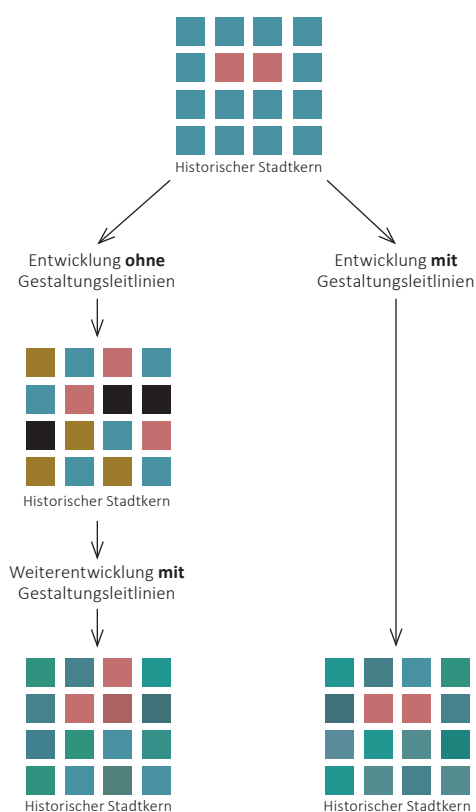 Historischer Stadtkern
Entwicklung ohne
Gestaltungsleitlinien
Entwicklung mit
Gestaltungsleitlinien
Historischer Stadtkern
Weiterentwicklung mit
Gestaltungsleitlinien
Historischer Stadtkern
Historischer Stadtkern